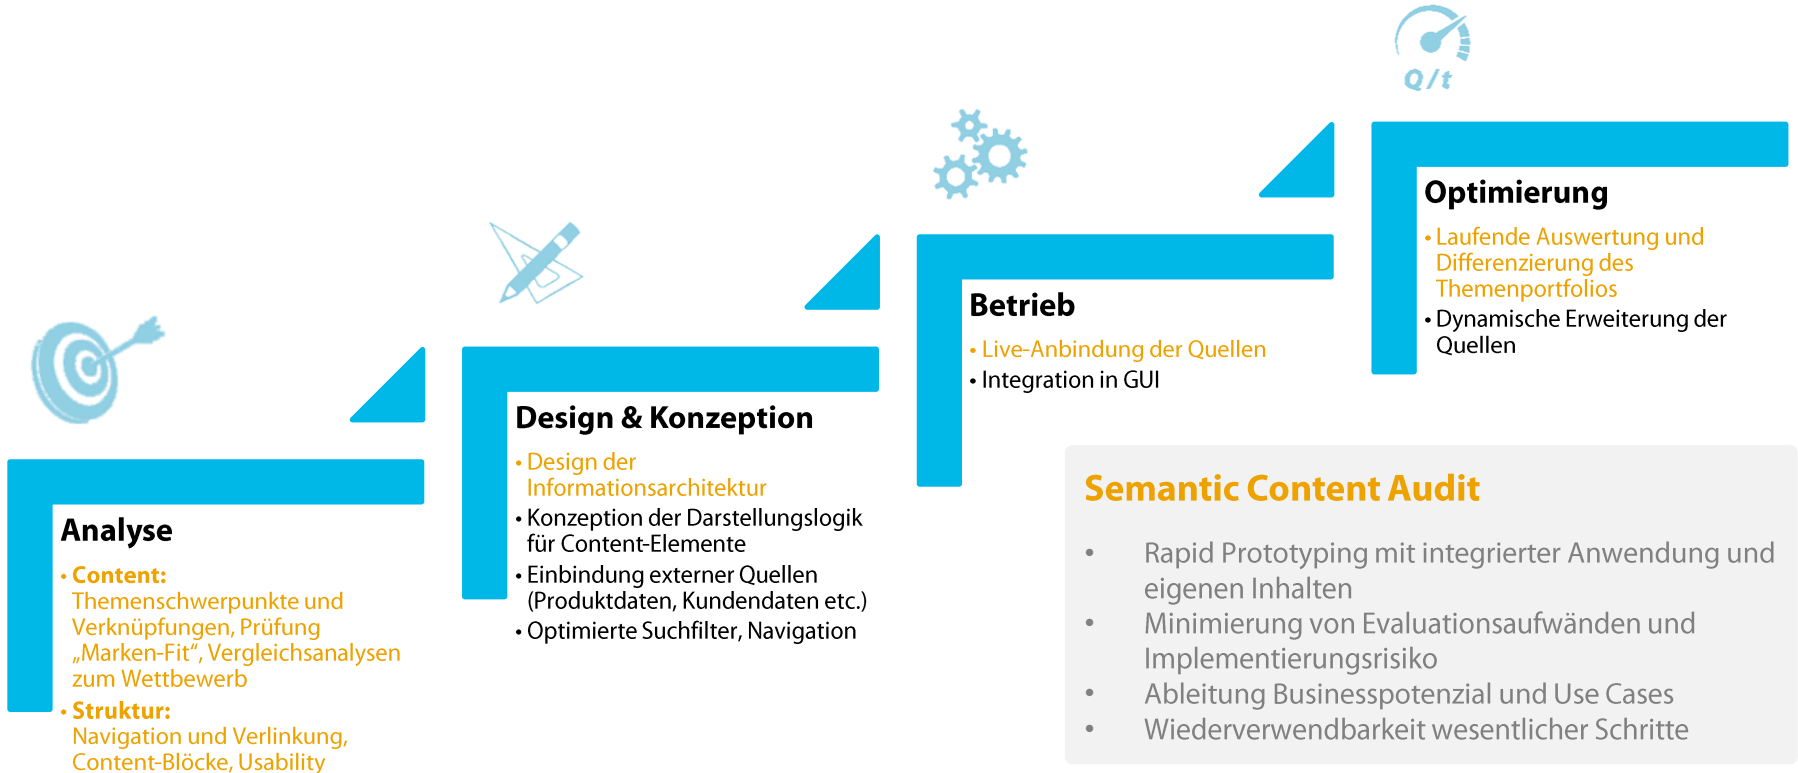 Analyse
• Content:
Themenschwerpunkte und
Verknüpfungen, Prüfung
„Marken-Fit“, Vergleichsanalysen
zum Wettbewerb
• Struktur:
Navigation und Verlinkung,
Content-Blöcke, Usability
Design & Konzeption
• Design der
Informationsarchitektur
• Konzeption der Darstellungslogik
für Content-Elemente
• Einbindung externer Quellen
(Produktdaten, Kundendaten etc.)
• Optimierte Suchfilter, Navigation
Betrieb
• Live-Anbindung der Quellen
• Integration in GUI
Q/t
Optimierung
• Laufende Auswertung und
Differenzierung des
Themenportfolios
• Dynamische Erweiterung der
Quellen
Semantic Content Audit
• Rapid Prototyping mit integrierter Anwendung und
eigenen Inhalten
• Minimierung von Evaluationsaufwänden und
Implementierungsrisiko
• Ableitung Businesspotenzial und Use Cases
• Wiederverwendbarkeit wesentlicher Schritte